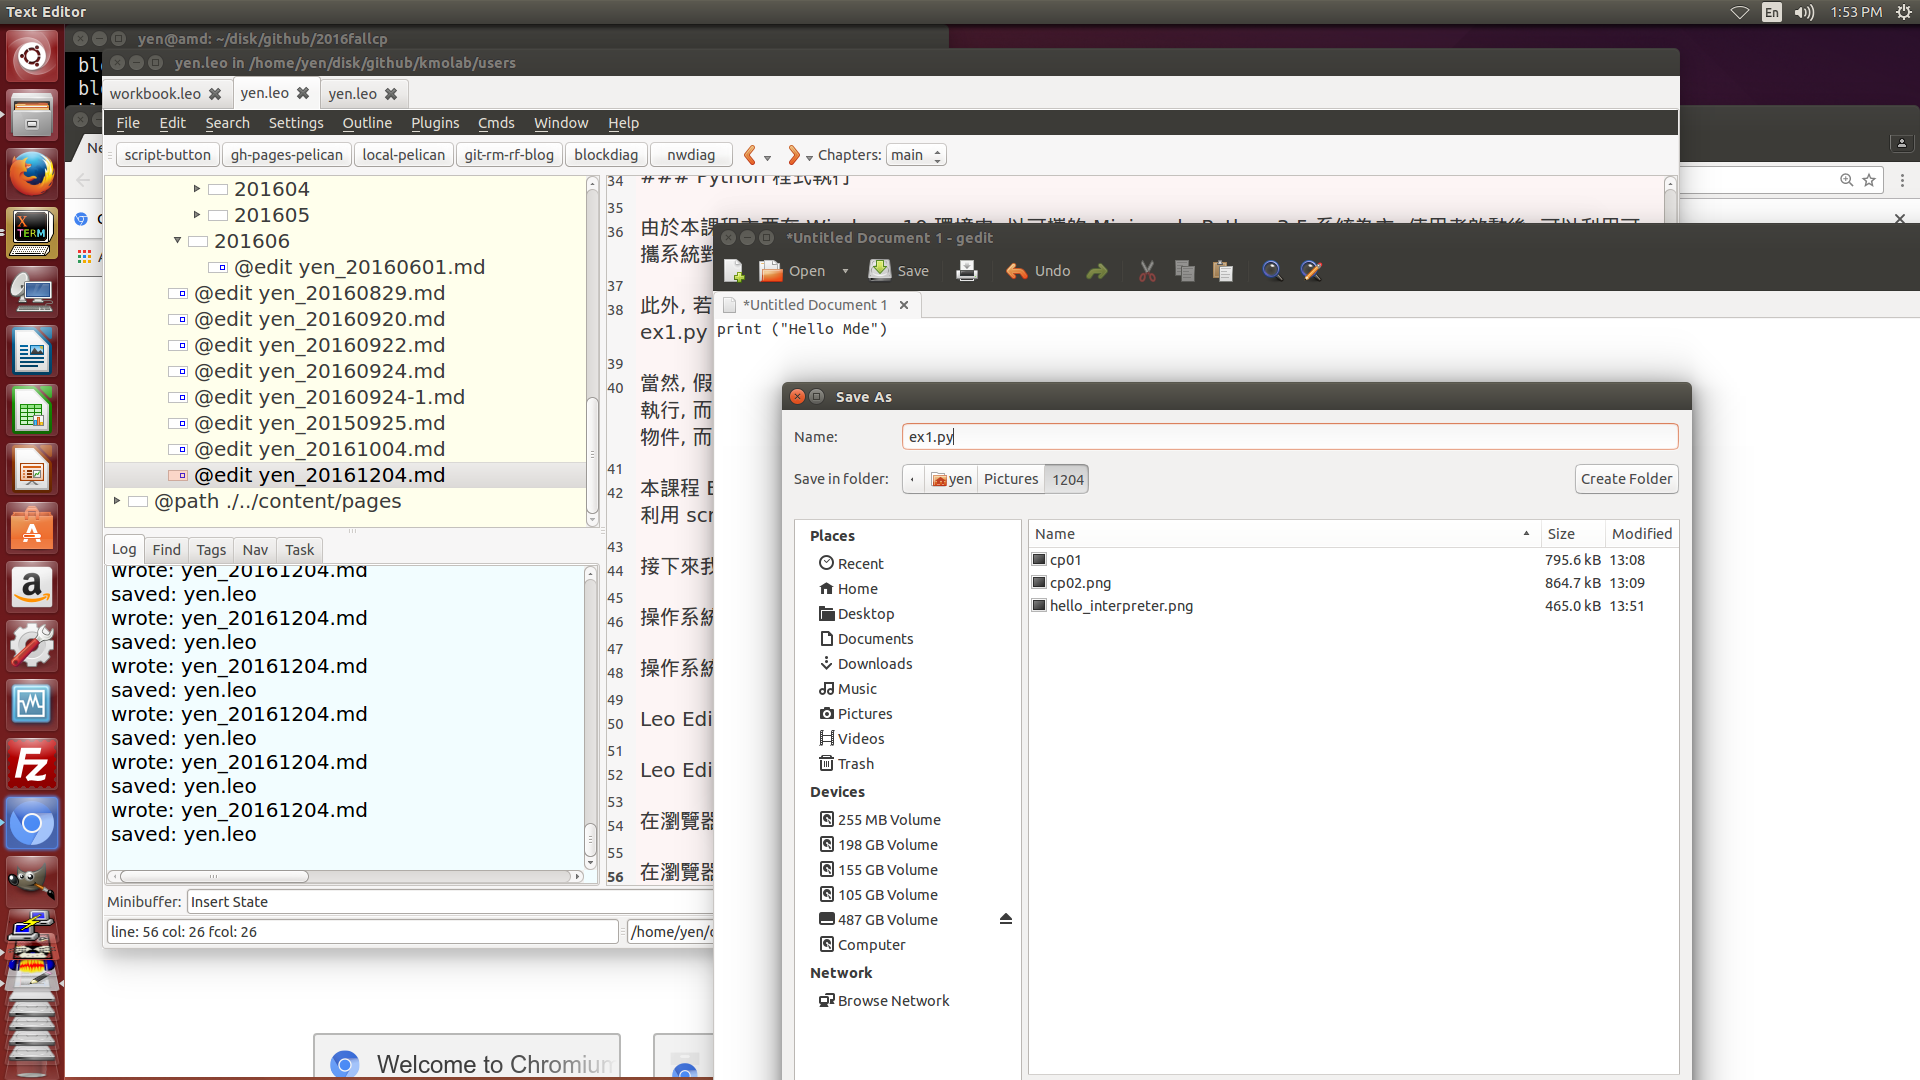 Text Editor
En
1:53 PM
yen@amd: ~/disk/github/2016fallcp
yen.leo in /home/yen/disk/github/kmolab/users
workbook.leo
yen.leo
yen.leo
File Edit Search Settings Outline Plugins Cmds Window Help
script-button
gh-pages-pelican
local-pelican
git-rm-rf-blog
blockdiag
nwdiag
Chapters: main
201604
201605
201606
@edit yen_20160601.md
@edit yen_20160829.md
@edit yen_20160920.md
@edit yen_20160922.md
@edit yen_20160924.md
@edit yen_20160924-1.md
@edit yen_20150925.md
@edit yen_20161004.md
@edit yen_20161204.md
@path ./../content/pages
Log Find Tags Nav Task
wrote: yen_20161204.md
saved: yen.leo
wrote: yen_20161204.md
saved: yen.leo
wrote: yen_20161204.md
saved: yen.leo
wrote: yen_20161204.md
saved: yen.leo
wrote: yen_20161204.md
saved: yen.leo
wrote: yen_20161204.md
saved: yen.leo
Minibuffer: Insert State
line: 56 col: 26 fcol: 26
/home/yen/
34 ### Python 程式執行
35
36 由於本課程主要在
攜系統對
37
38 此外, 若
ex1.py
39
40 當然, 假
執行, 而
物件, 而
41
42 本課程
利用 scr
43
44 接下來我
45
46 操作系統
47
48 操作系統
49
50 Leo Edi
51
52 Leo Edi
53
54 在瀏覽器
55
56 在瀏覽器
*Untitled Document 1 - gedit
Open
Save
Undo
*Untitled Document 1
print ("Hello Mde")
Save As
Name: ex1.py
Save in folder: yen Pictures 1204
Create Folder
Places
Recent
Home
Desktop
Documents
Downloads
Music
Pictures
Videos
Trash
Devices
255 MB Volume
198 GB Volume
155 GB Volume
105 GB Volume
487 GB Volume
Computer
Network
Browse Network
Name Size Modified
cp01 795.6 kB 13:08
cp02.png 864.7 kB 13:09
hello_interpreter.png 465.0 kB 13:51
Welcome to Chromium